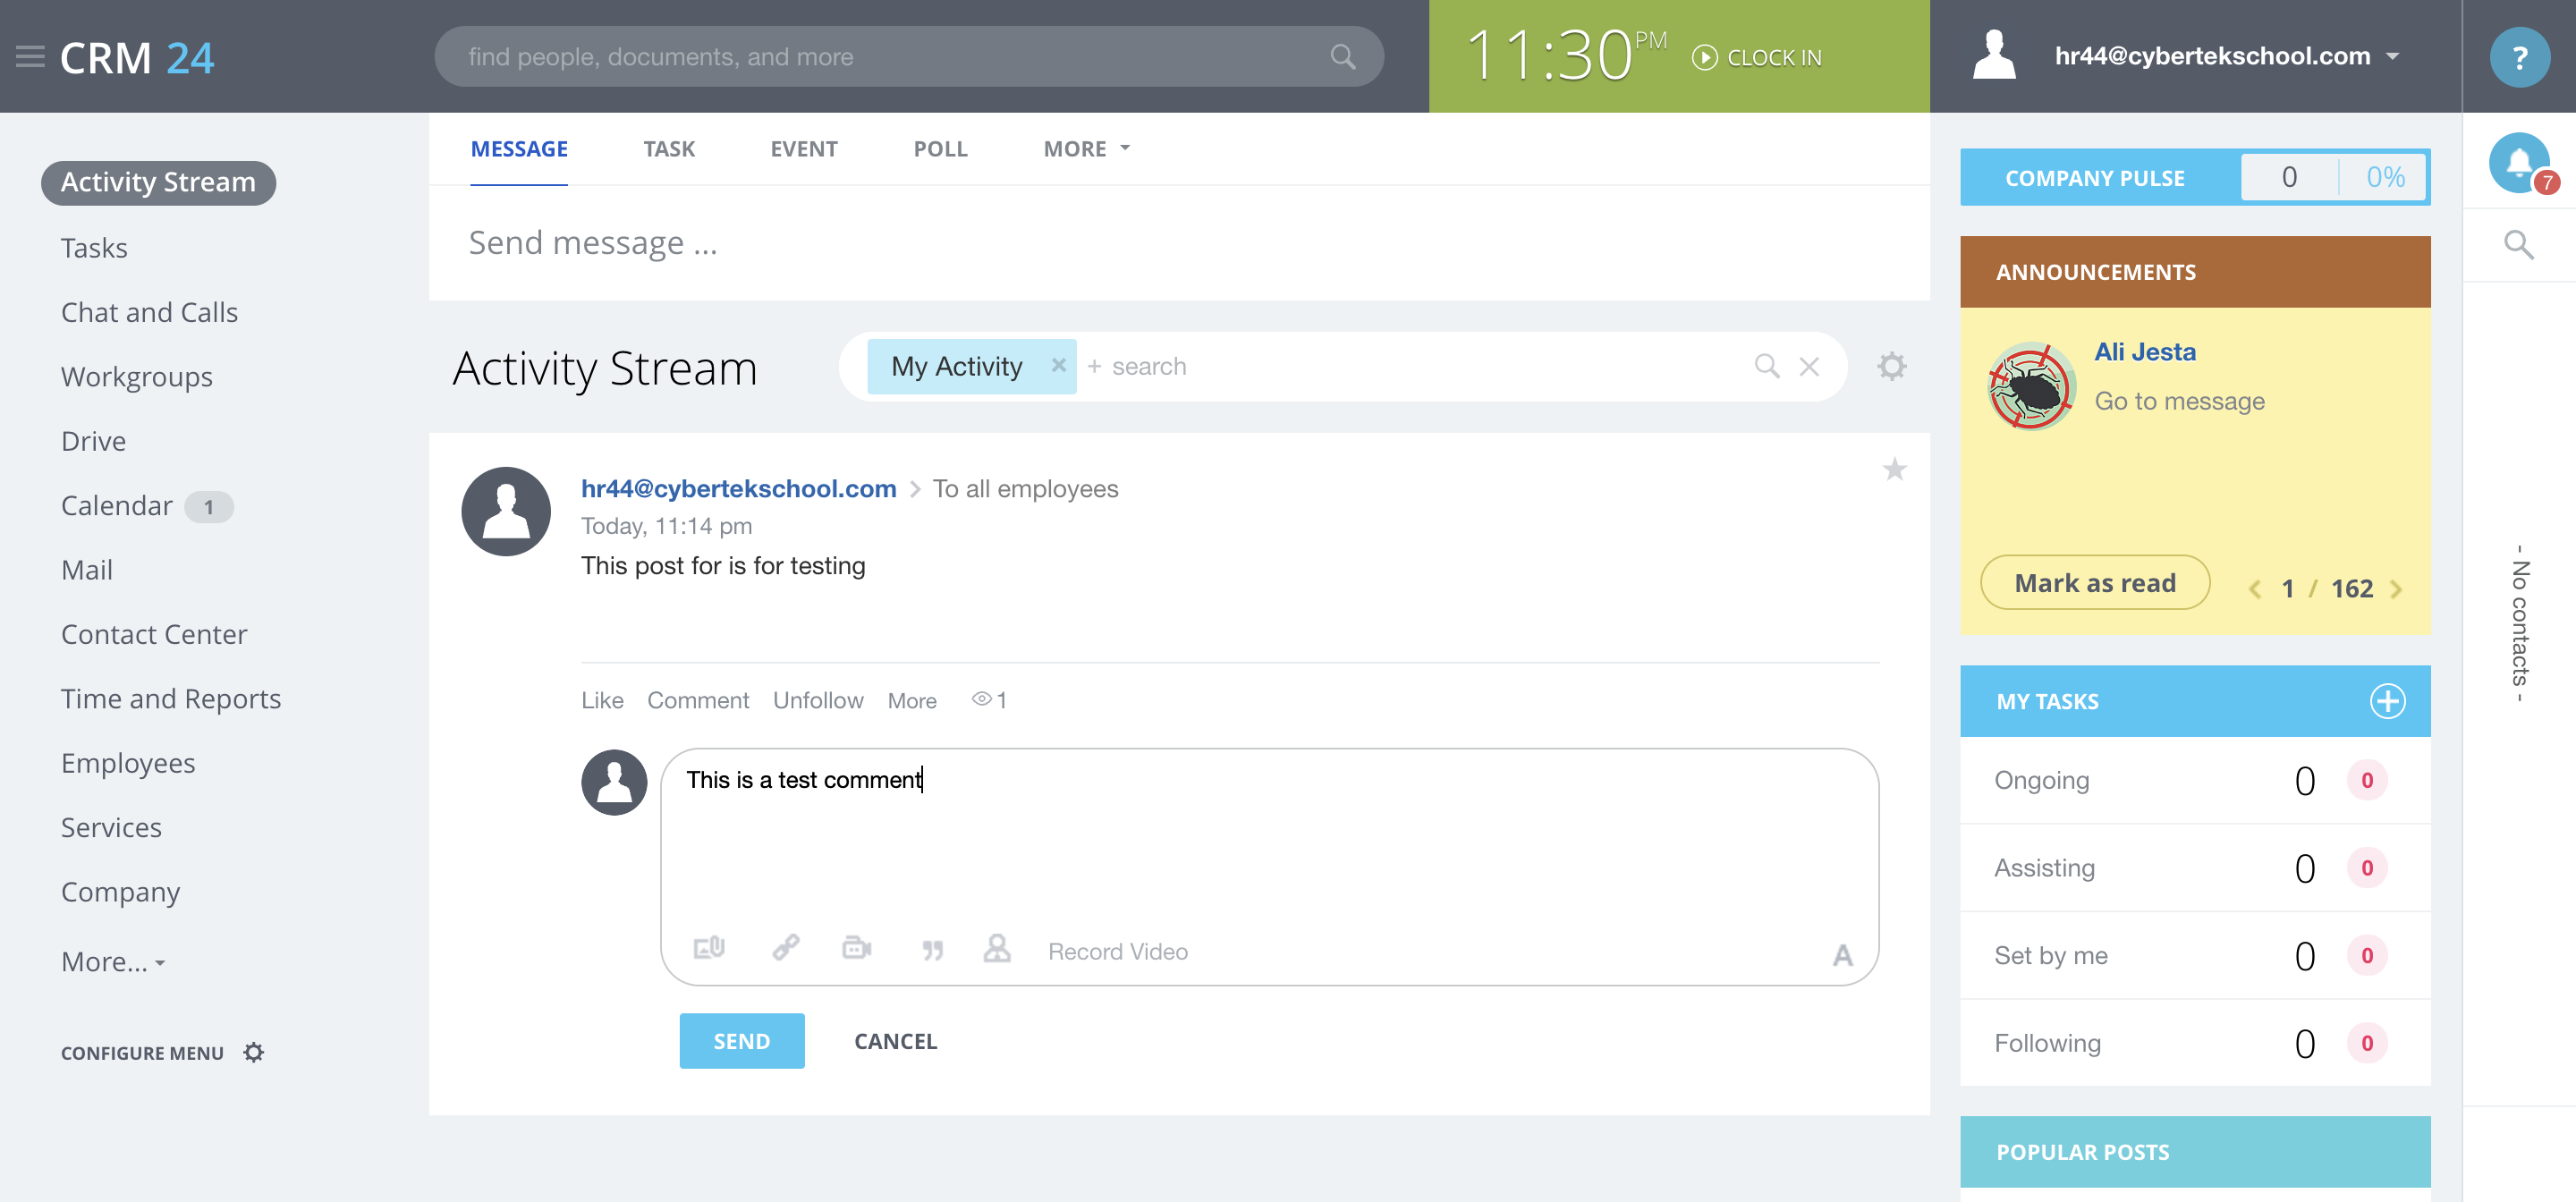 CRM 24
find people, documents, and more
11:30 PM CLOCK IN
hr44@cybertekschool.com
?
Activity Stream
Tasks
Chat and Calls
Workgroups
Drive
Calendar 1
Mail
Contact Center
Time and Reports
Employees
Services
Company
More...
CONFIGURE MENU
MESSAGE TASK EVENT POLL MORE
Send message ...
Activity Stream
My Activity × + search
hr44@cybertekschool.com > To all employees
Today, 11:14 pm
This post for is for testing
Like Comment Unfollow More 1
This is a test comment
Record Video A
SEND CANCEL
COMPANY PULSE 0 0%
ANNOUNCEMENTS
Ali Jesta
Go to message
Mark as read 1 / 162
MY TASKS
Ongoing 0 0
Assisting 0 0
Set by me 0 0
Following 0 0
POPULAR POSTS
7
- No contacts -